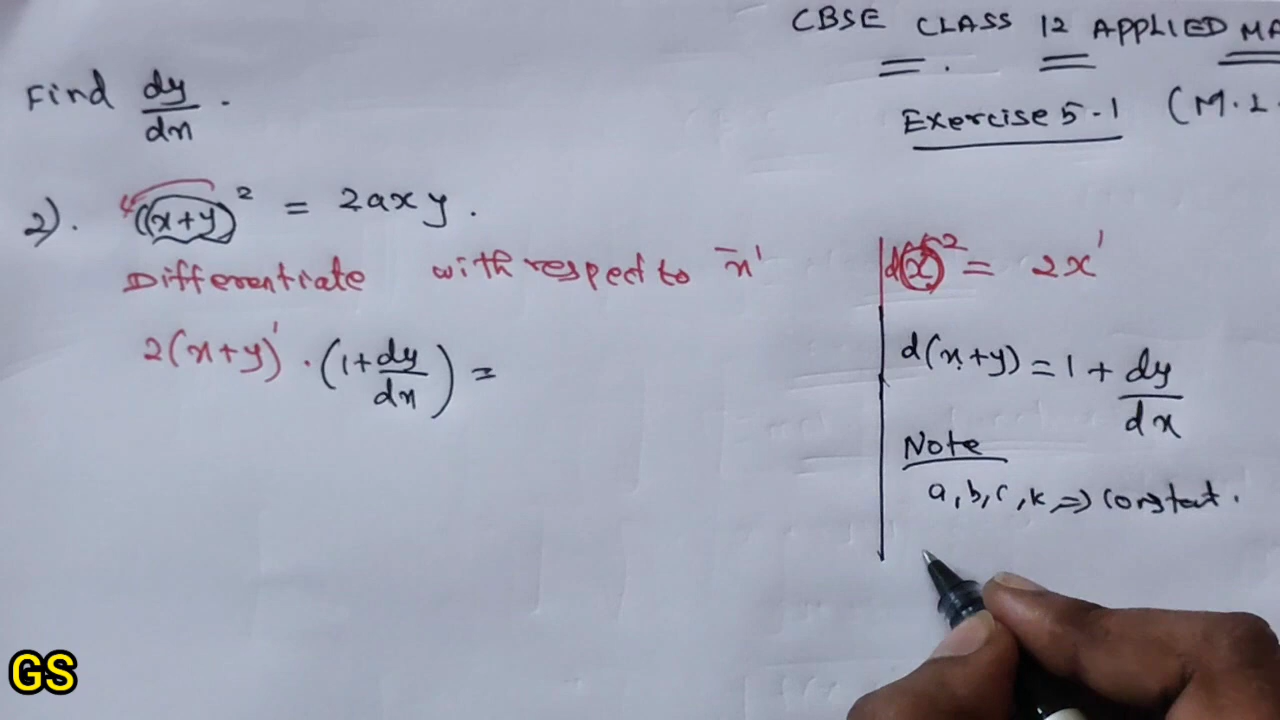 CBSE CLASS 12 APPLIED MA
Exercise 5-1 (M.L.
Find dy/dx.
2). (x+y)² = 2axy.
Differentiate with respect to 'x'
2(x+y)¹ · (1+dy/dx) =
d(x)² = 2x¹
d(x+y) = 1 + dy/dx
Note
a, b, c, k, => constant.
GS